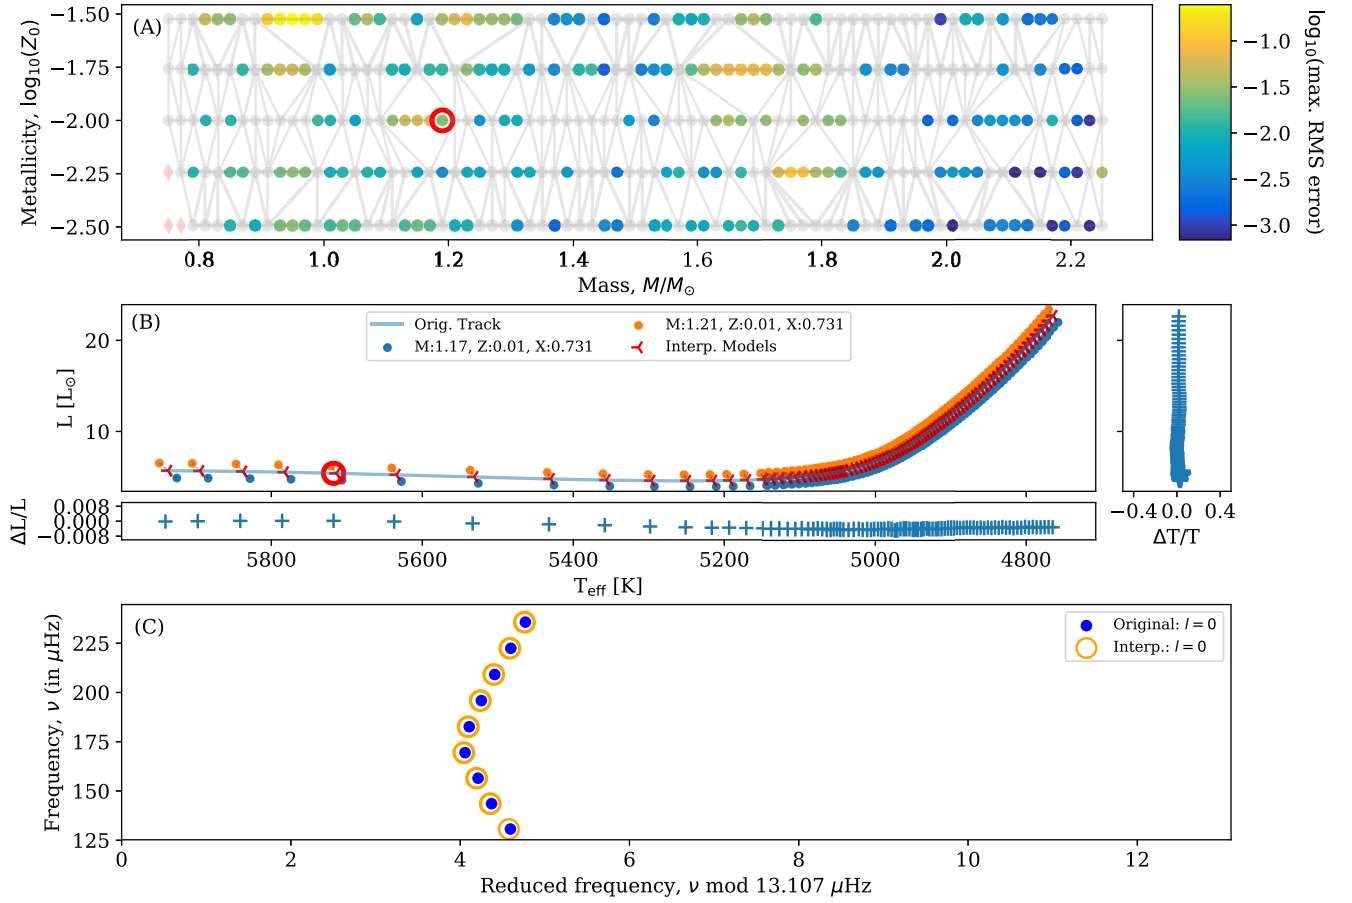 (A)
Metallicity, log₁₀(Z₀)
−1.50
−1.75
−2.00
−2.25
−2.50
0.8 1.0 1.2 1.4 1.6 1.8 2.0 2.2
Mass, M/M⊙
−1.0
−1.5
−2.0
−2.5
−3.0
log₁₀(max. RMS error)
(B)
Orig. Track
M:1.17, Z:0.01, X:0.731
M:1.21, Z:0.01, X:0.731
Interp. Models
L [L⊙]
20
10
ΔL/L
0.008
0.000
−0.008
5800 5600 5400 5200 5000 4800
T_eff [K]
−0.4 0.0 0.4
ΔT/T
(C)
Original: l = 0
Interp.: l = 0
Frequency, ν (in μHz)
225
200
175
150
125
0 2 4 6 8 10 12
Reduced frequency, ν mod 13.107 μHz